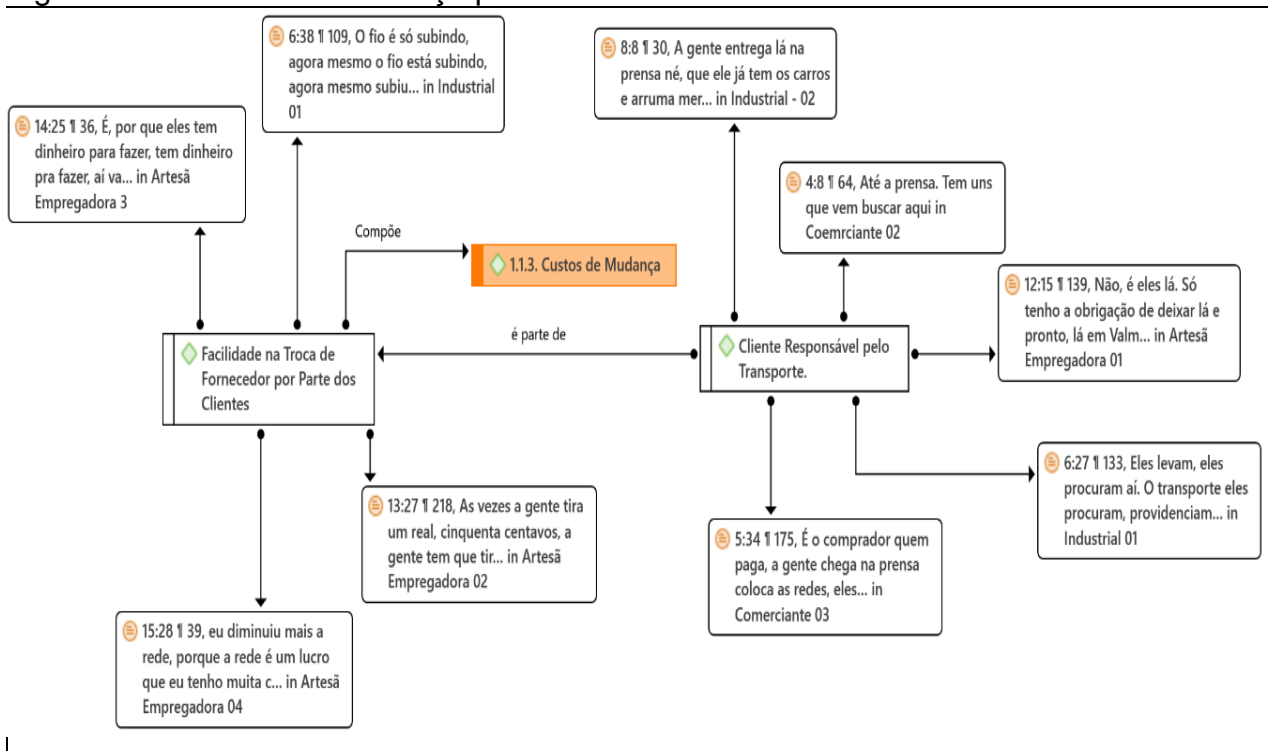 6:38 ¶ 109, O fio é só subindo,
agora mesmo o fio está subindo,
agora mesmo subiu... in Industrial
01
8:8 ¶ 30, A gente entrega lá na
prensa né, que ele já tem os carros
e arruma mer... in Industrial - 02
14:25 ¶ 36, É, por que eles tem
dinheiro para fazer, tem dinheiro
pra fazer, aí va... in Artesã
Empregadora 3
4:8 ¶ 64, Até a prensa. Tem uns
que vem buscar aqui in
Coemrciante 02
Compõe
1.1.3. Custos de Mudança
12:15 ¶ 139, Não, é eles lá. Só
tenho a obrigação de deixar lá e
pronto, lá em Valm... in Artesã
Empregadora 01
é parte de
Facilidade na Troca de
Fornecedor por Parte dos
Clientes
Cliente Responsável pelo
Transporte.
6:27 ¶ 133, Eles levam, eles
procuram aí. O transporte eles
procuram, providenciam... in
Industrial 01
13:27 ¶ 218, As vezes a gente tira
um real, cinquenta centavos, a
gente tem que tir... in Artesã
Empregadora 02
5:34 ¶ 175, É o comprador quem
paga, a gente chega na prensa
coloca as redes, eles... in
Comerciante 03
15:28 ¶ 39, eu diminuiu mais a
rede, porque a rede é um lucro
que eu tenho muita c... in Artesã
Empregadora 04